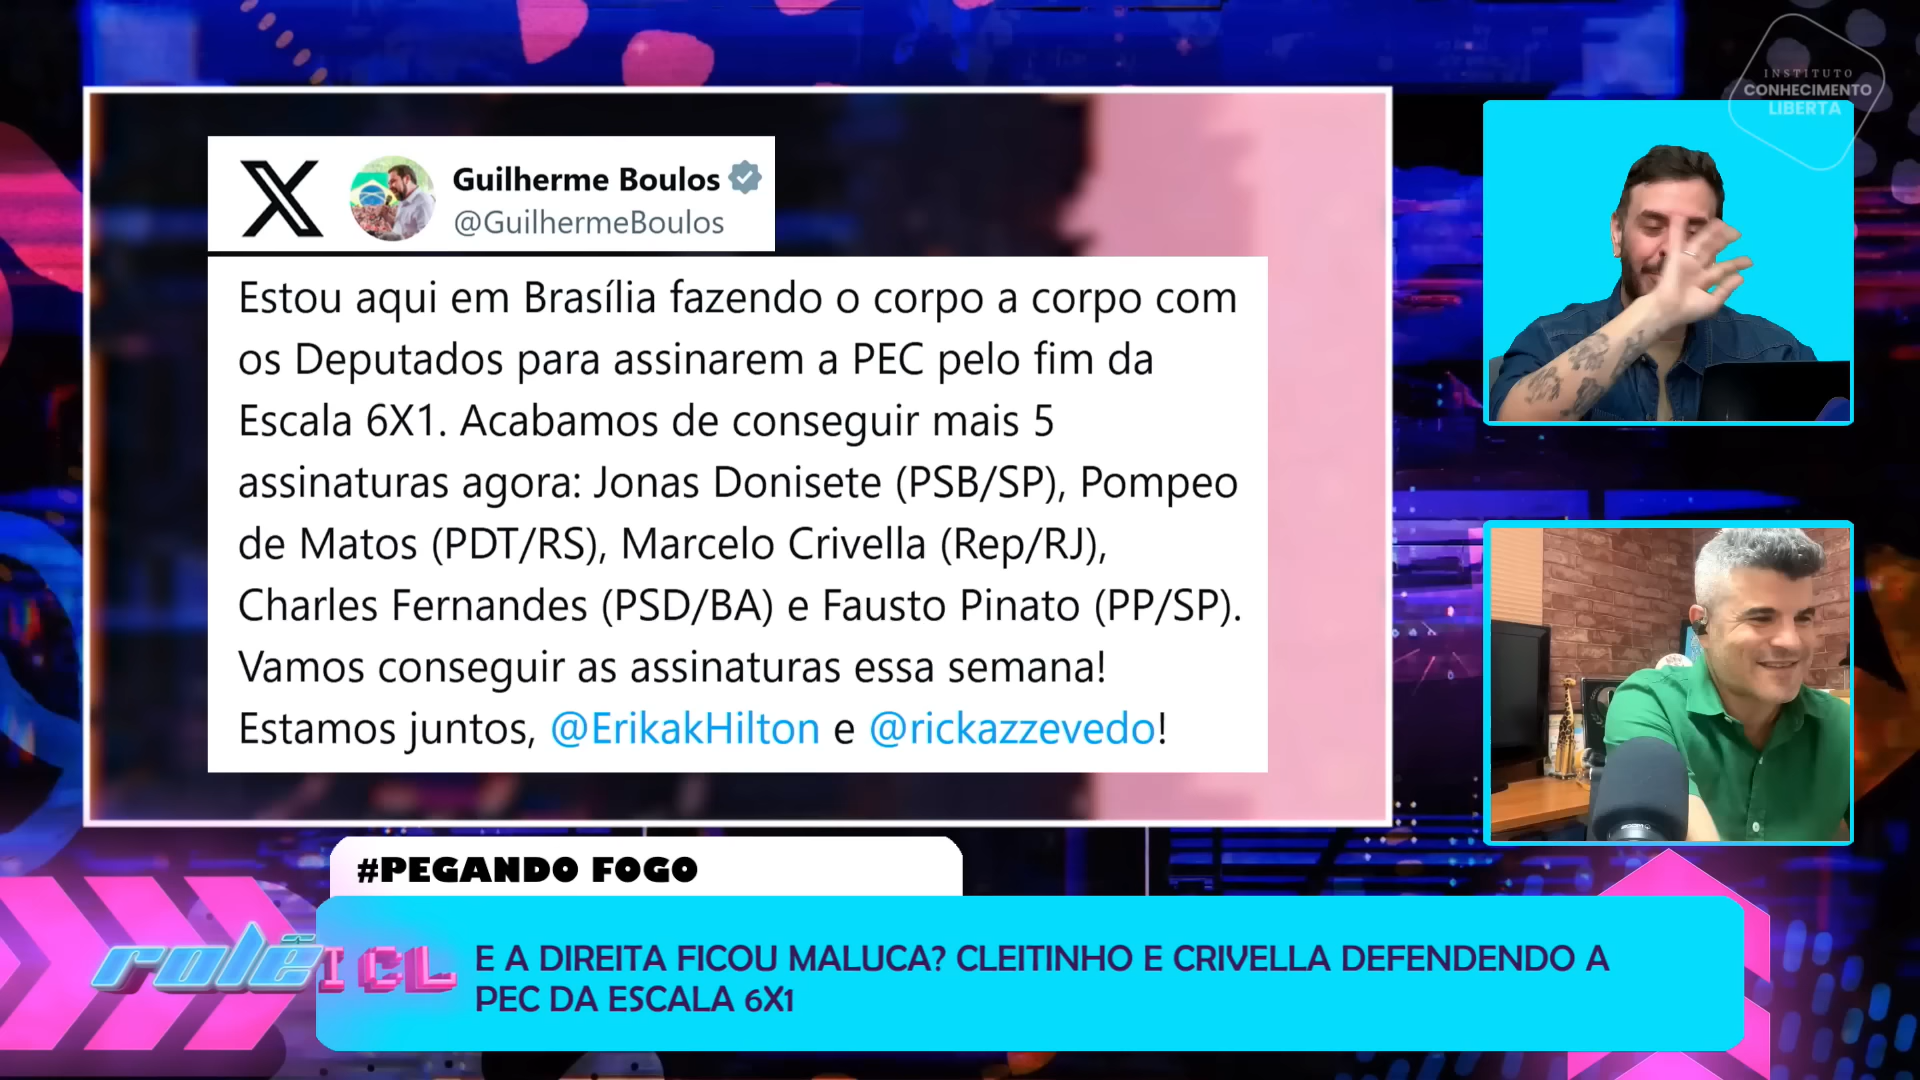 INSTITUTO
CONHECIMENTO
LIBERTA
X
Guilherme Boulos
@GuilhermeBoulos
Estou aqui em Brasília fazendo o corpo a corpo com
os Deputados para assinarem a PEC pelo fim da
Escala 6X1. Acabamos de conseguir mais 5
assinaturas agora: Jonas Donisete (PSB/SP), Pompeo
de Matos (PDT/RS), Marcelo Crivella (Rep/RJ),
Charles Fernandes (PSD/BA) e Fausto Pinato (PP/SP).
Vamos conseguir as assinaturas essa semana!
Estamos juntos, @ErikakHilton e @rickazzevedo!
#PEGANDO FOGO
rolê ICL
E A DIREITA FICOU MALUCA? CLEITINHO E CRIVELLA DEFENDENDO A
PEC DA ESCALA 6X1